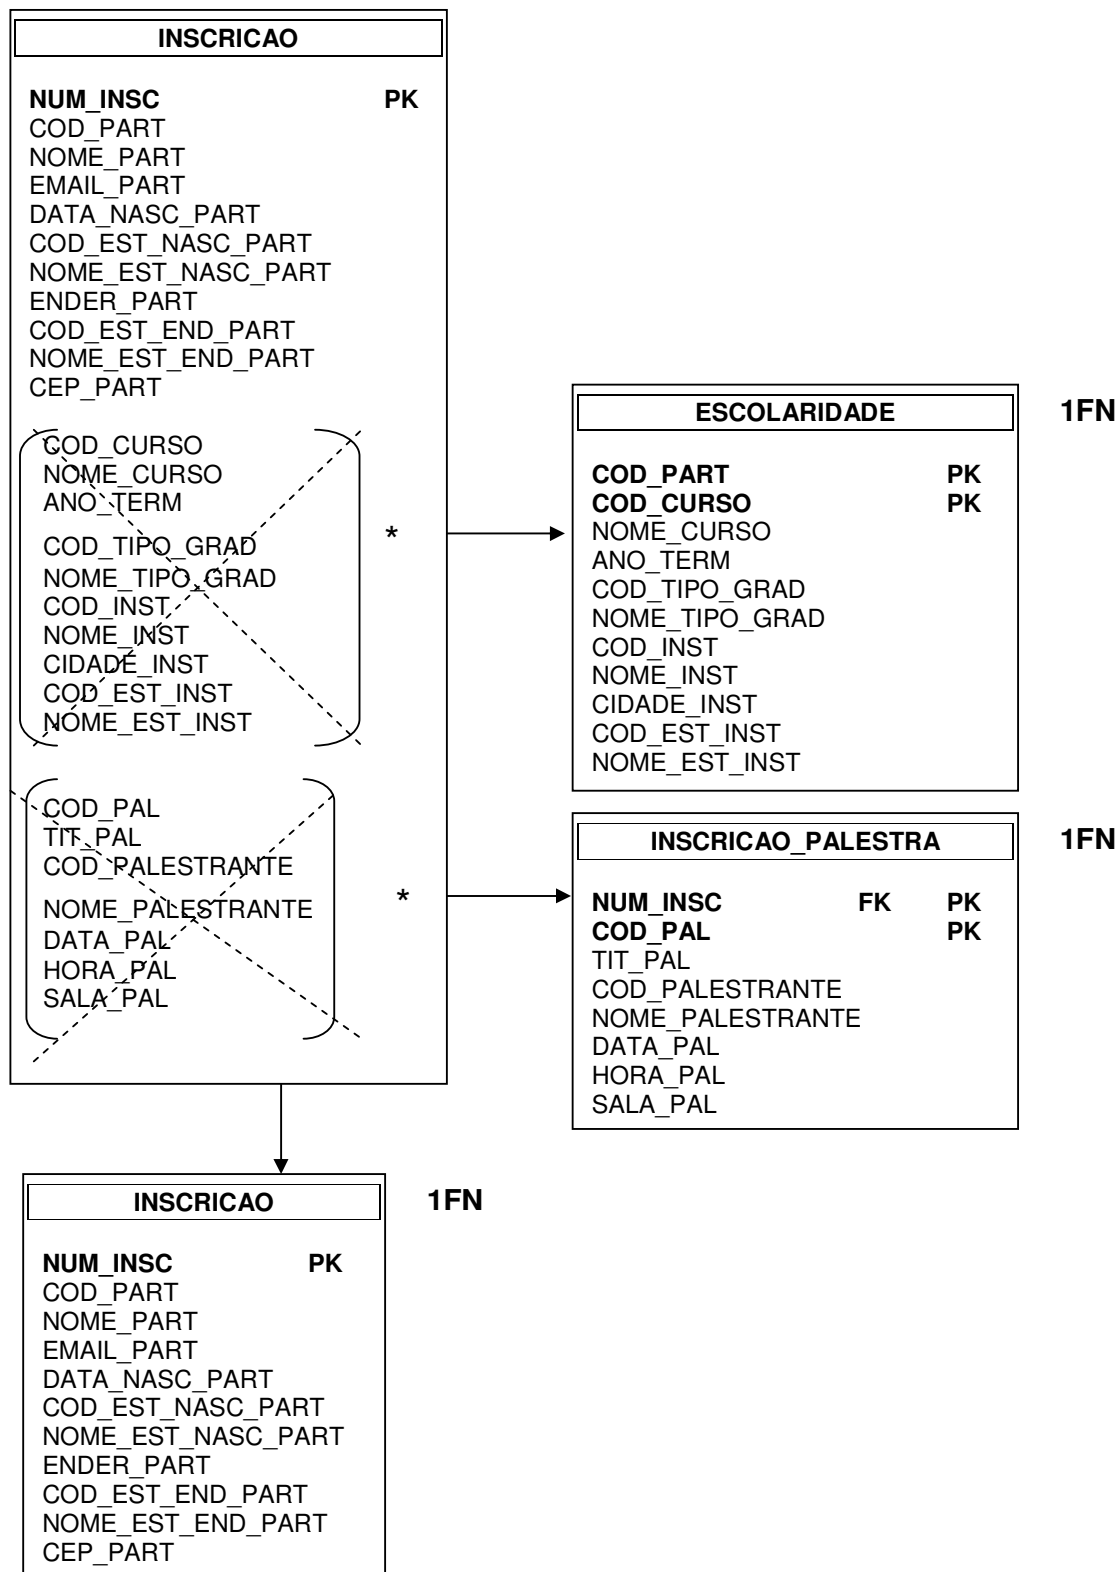 INSCRICAO
NUM_INSC PK
COD_PART
NOME_PART
EMAIL_PART
DATA_NASC_PART
COD_EST_NASC_PART
NOME_EST_NASC_PART
ENDER_PART
COD_EST_END_PART
NOME_EST_END_PART
CEP_PART
COD_CURSO
NOME_CURSO
ANO_TERM
COD_TIPO_GRAD
NOME_TIPO_GRAD
COD_INST
NOME_INST
CIDADE_INST
COD_EST_INST
NOME_EST_INST
*
COD_PAL
TIT_PAL
COD_PALESTRANTE
NOME_PALESTRANTE
DATA_PAL
HORA_PAL
SALA_PAL
*
ESCOLARIDADE 1FN
COD_PART PK
COD_CURSO PK
NOME_CURSO
ANO_TERM
COD_TIPO_GRAD
NOME_TIPO_GRAD
COD_INST
NOME_INST
CIDADE_INST
COD_EST_INST
NOME_EST_INST
INSCRICAO_PALESTRA 1FN
NUM_INSC FK PK
COD_PAL PK
TIT_PAL
COD_PALESTRANTE
NOME_PALESTRANTE
DATA_PAL
HORA_PAL
SALA_PAL
INSCRICAO 1FN
NUM_INSC PK
COD_PART
NOME_PART
EMAIL_PART
DATA_NASC_PART
COD_EST_NASC_PART
NOME_EST_NASC_PART
ENDER_PART
COD_EST_END_PART
NOME_EST_END_PART
CEP_PART